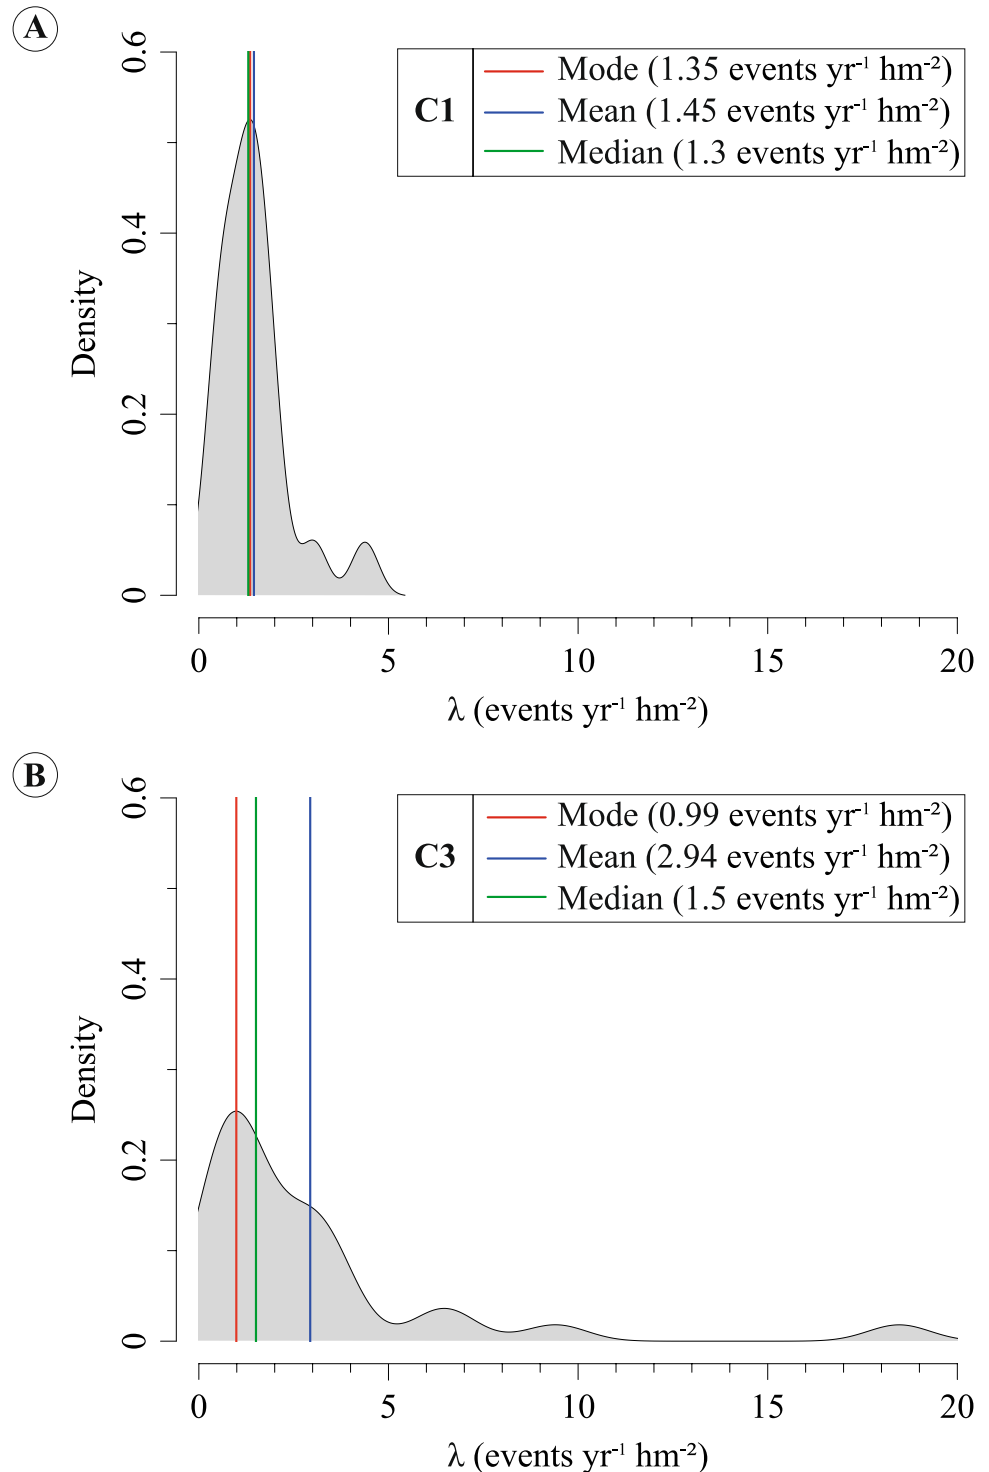 A
0.6
0.4
0.2
0
Density
C1
Mode (1.35 events yr⁻¹ hm⁻²)
Mean (1.45 events yr⁻¹ hm⁻²)
Median (1.3 events yr⁻¹ hm⁻²)
0 5 10 15 20
λ (events yr⁻¹ hm⁻²)
B
0.6
0.4
0.2
0
Density
C3
Mode (0.99 events yr⁻¹ hm⁻²)
Mean (2.94 events yr⁻¹ hm⁻²)
Median (1.5 events yr⁻¹ hm⁻²)
0 5 10 15 20
λ (events yr⁻¹ hm⁻²)